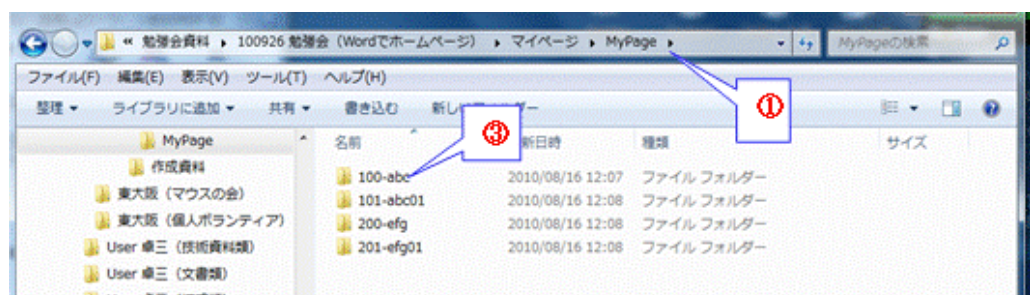 « 勉強会資料 ▸ 100926 勉強会（Wordでホームページ） ▸ マイページ ▸ MyPage ▸
MyPageの検索
ファイル(F) 編集(E) 表示(V) ツール(T) ヘルプ(H)
整理 ▼ ライブラリに追加 ▼ 共有 ▼ 書き込む
①
③
MyPage
作成資料
東大阪（マウスの会）
東大阪（個人ボランティア）
User 卓三（技術資料類）
User 卓三（文書類）
名前 新日時 種類 サイズ
100-abc 2010/08/16 12:07 ファイル フォルダー
101-abc01 2010/08/16 12:08 ファイル フォルダー
200-efg 2010/08/16 12:08 ファイル フォルダー
201-efg01 2010/08/16 12:08 ファイル フォルダー